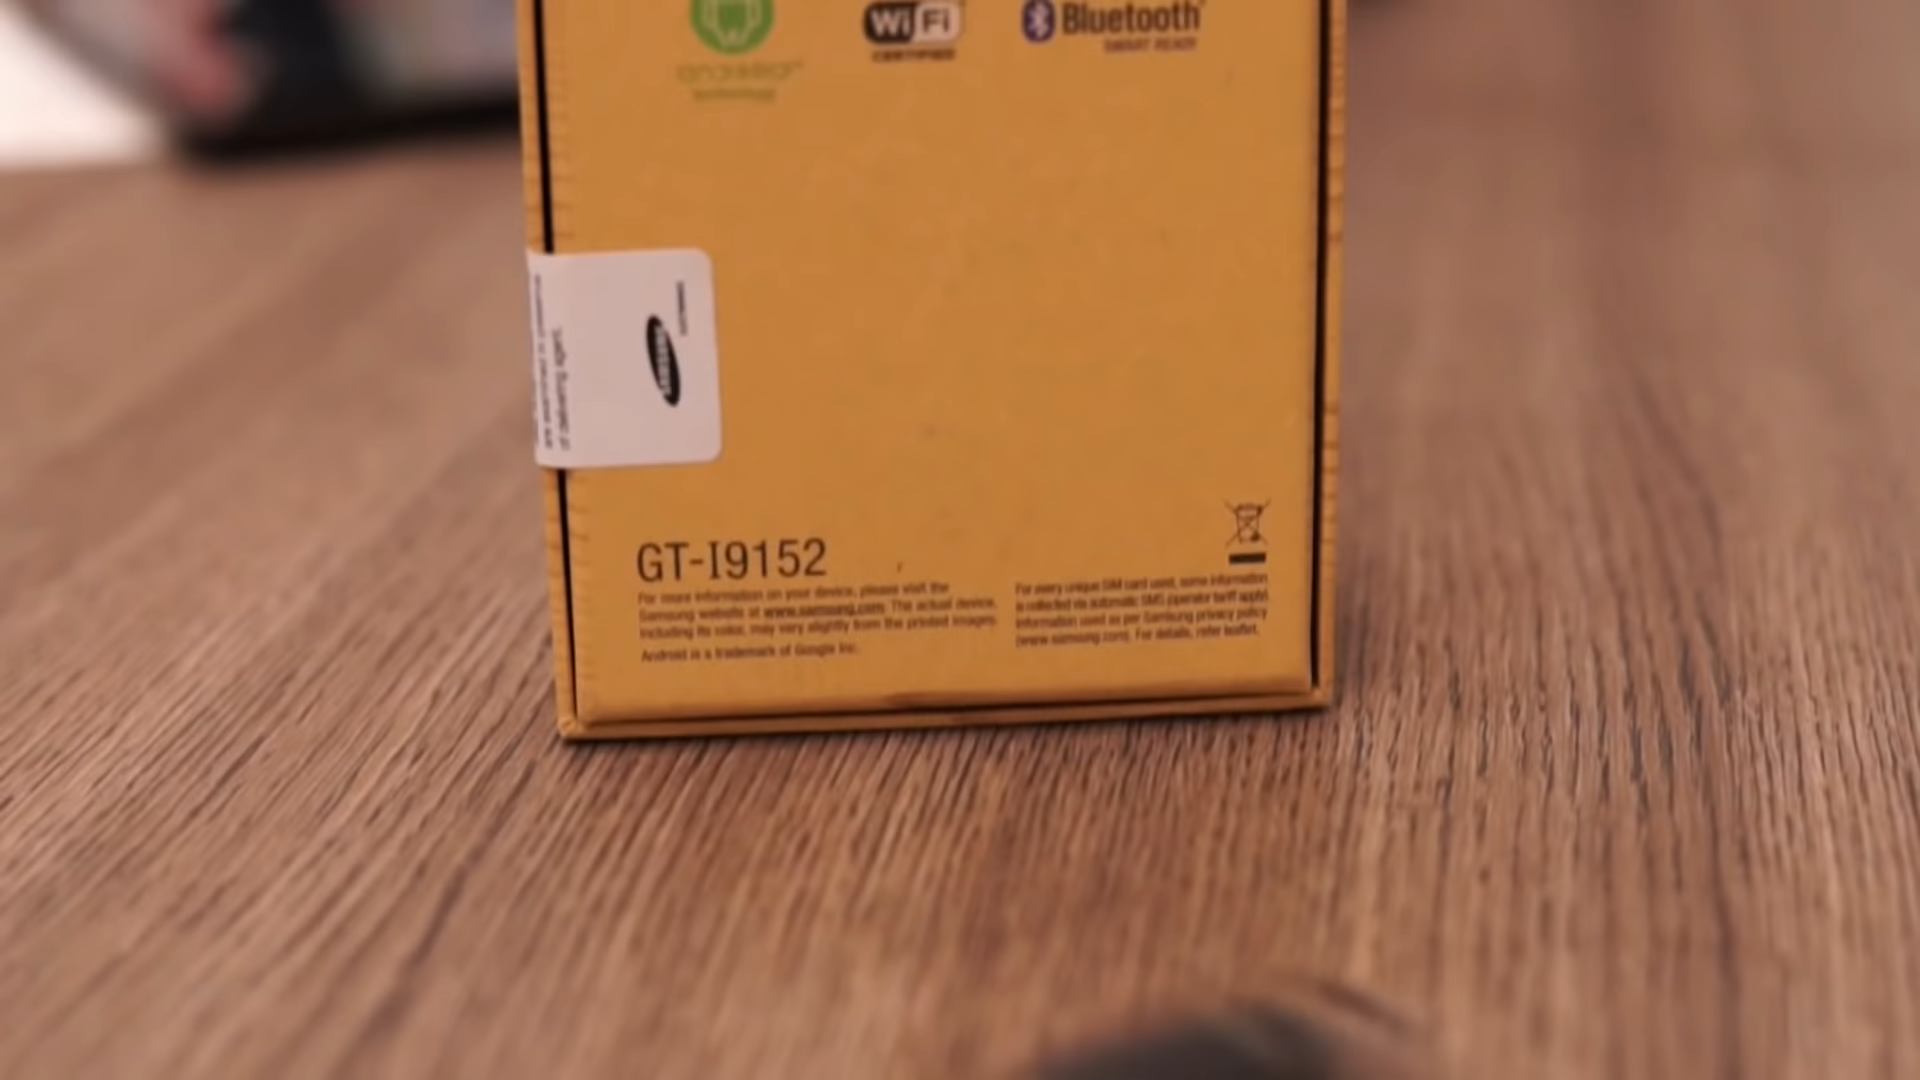 android
WiFi
CERTIFIED
Bluetooth
SMART READY
SAMSUNG
GT-I9152
For more information on your device, please visit the
Samsung website at www.samsung.com. The actual device,
including its color, may vary slightly from the printed images.
Android is a trademark of Google Inc.
For every unique SIM card used, some information
is collected via automatic SMS (operator tariff apply)
Information used as per Samsung privacy policy
(www.samsung.com). For details, refer leaflet.